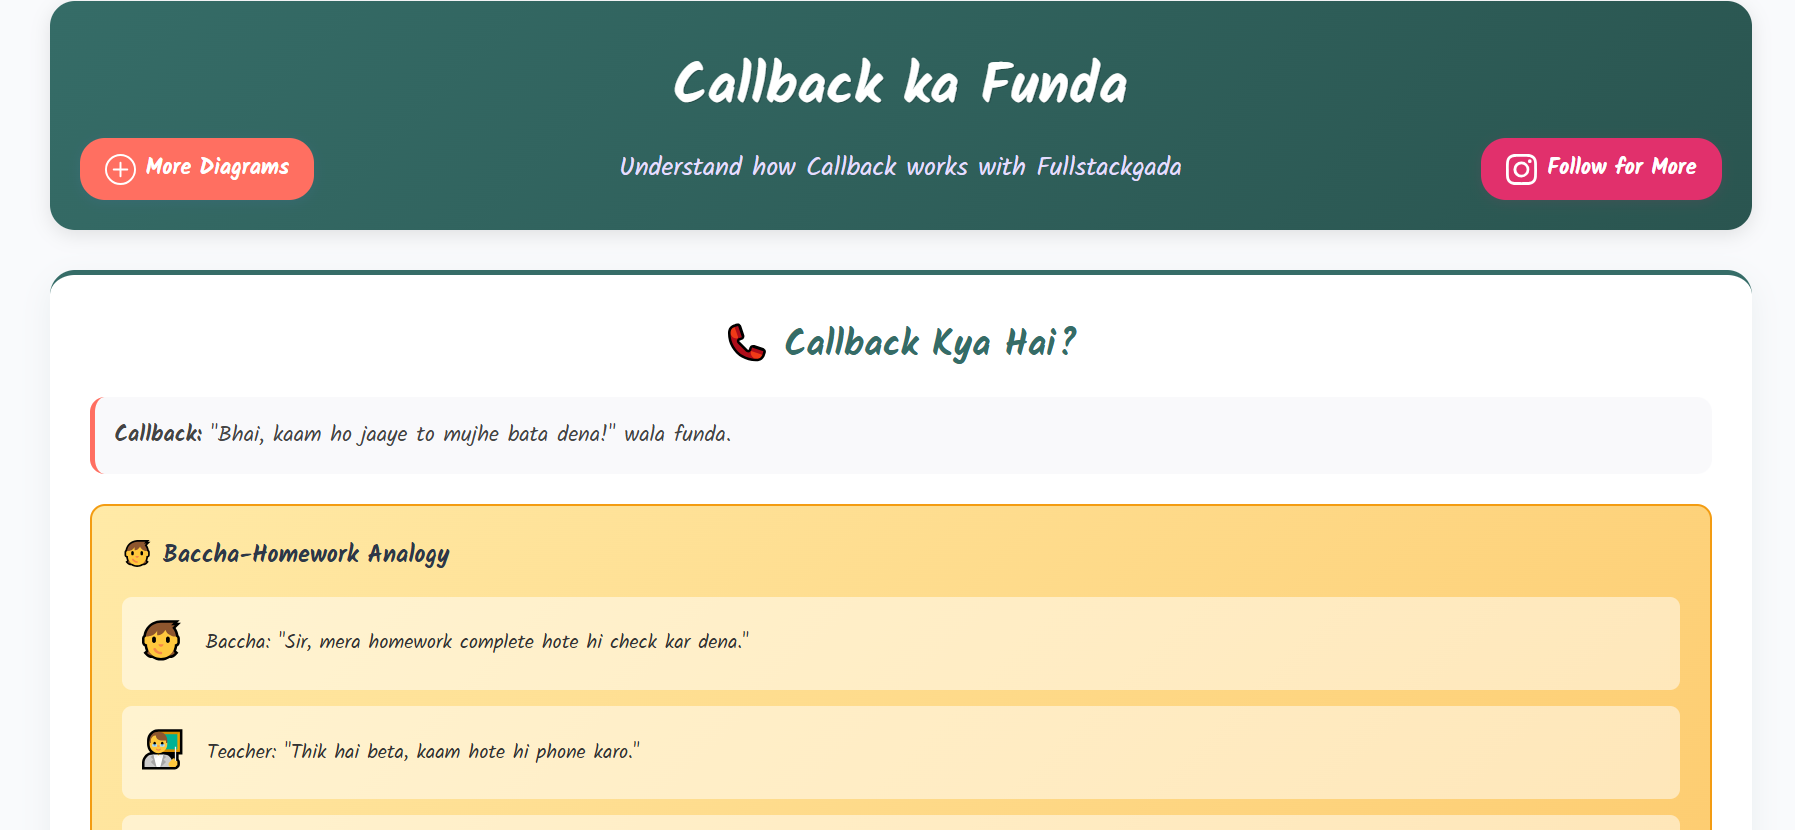 Callback ka Funda
More Diagrams
Understand how Callback works with Fullstackgada
Follow for More
Callback Kya Hai?
Callback: "Bhai, kaam ho jaaye to mujhe bata dena!" wala funda.
Baccha-Homework Analogy
Baccha: "Sir, mera homework complete hote hi check kar dena."
Teacher: "Thik hai beta, kaam hote hi phone karo."